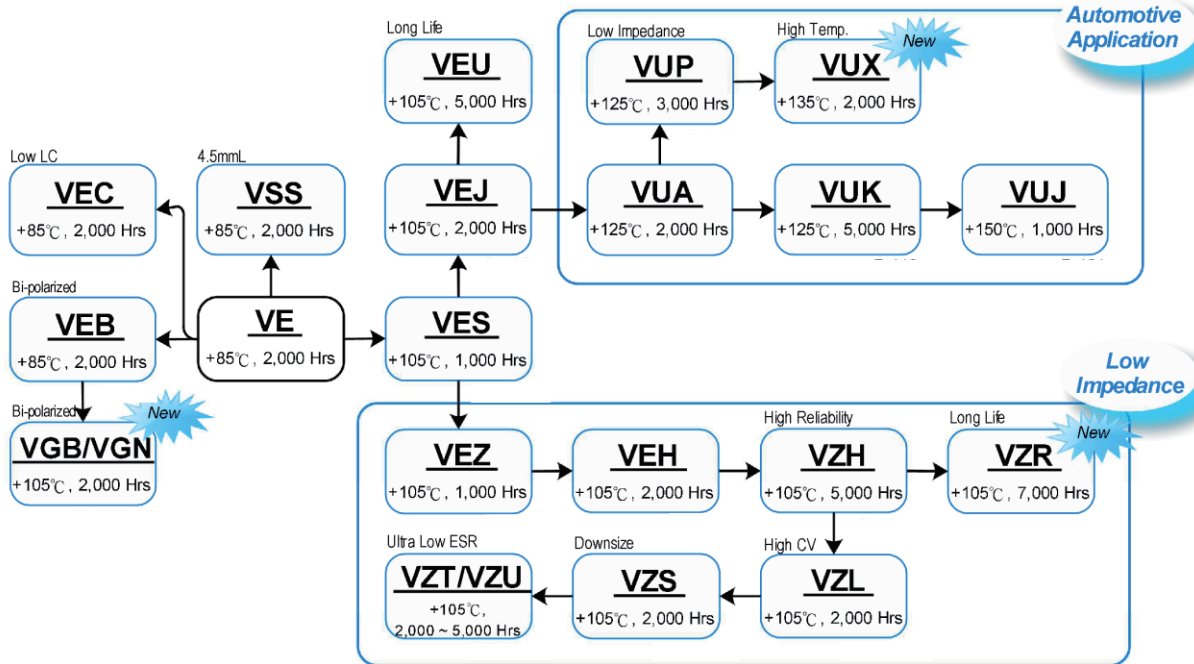 Automotive
Application
Long Life
VEU
+105℃, 5,000 Hrs
Low Impedance
VUP
+125℃, 3,000 Hrs
High Temp.
New
VUX
+135℃, 2,000 Hrs
Low LC
VEC
+85℃, 2,000 Hrs
4.5mmL
VSS
+85℃, 2,000 Hrs
VEJ
+105℃, 2,000 Hrs
VUA
+125℃, 2,000 Hrs
VUK
+125℃, 5,000 Hrs
VUJ
+150℃, 1,000 Hrs
Bi-polarized
VEB
+85℃, 2,000 Hrs
VE
+85℃, 2,000 Hrs
VES
+105℃, 1,000 Hrs
Low
Impedance
Bi-polarized
New
VGB/VGN
+105℃, 2,000 Hrs
VEZ
+105℃, 1,000 Hrs
VEH
+105℃, 2,000 Hrs
High Reliability
VZH
+105℃, 5,000 Hrs
Long Life
New
VZR
+105℃, 7,000 Hrs
Ultra Low ESR
VZT/VZU
+105℃,
2,000 ~ 5,000 Hrs
Downsize
VZS
+105℃, 2,000 Hrs
High CV
VZL
+105℃, 2,000 Hrs